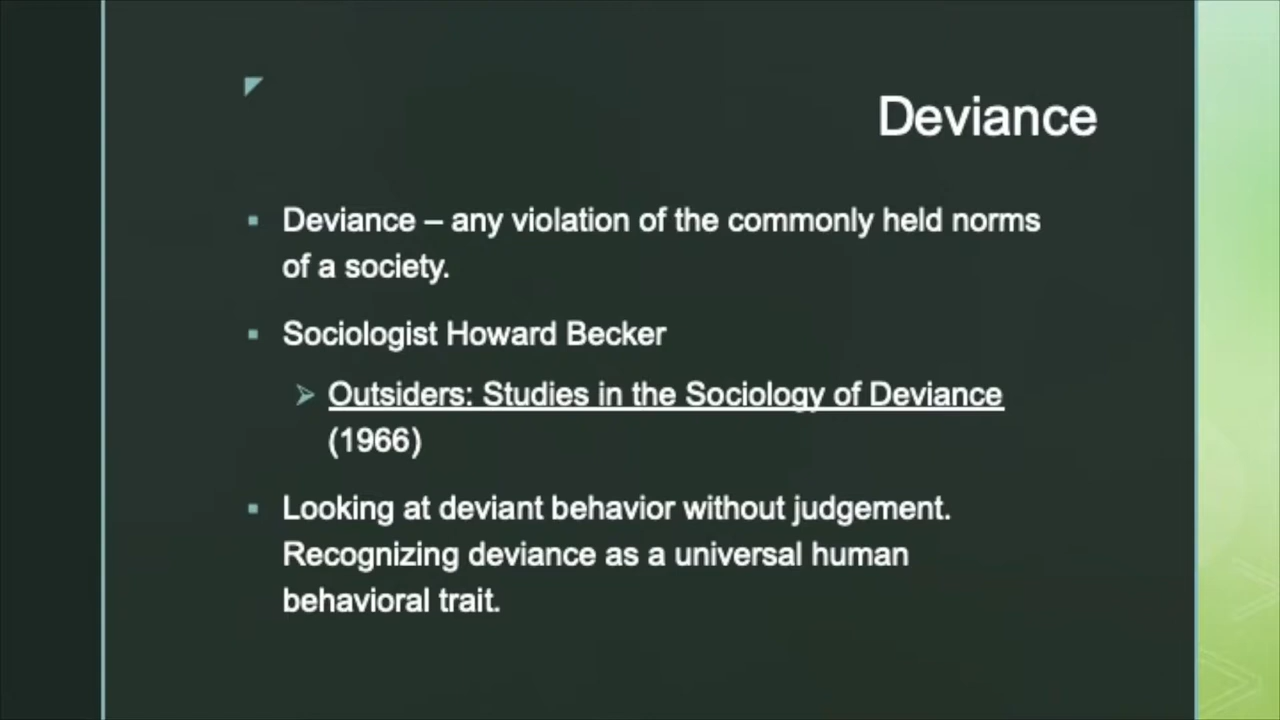 Deviance
Deviance – any violation of the commonly held norms
of a society.
Sociologist Howard Becker
Outsiders: Studies in the Sociology of Deviance
(1966)
Looking at deviant behavior without judgement.
Recognizing deviance as a universal human
behavioral trait.